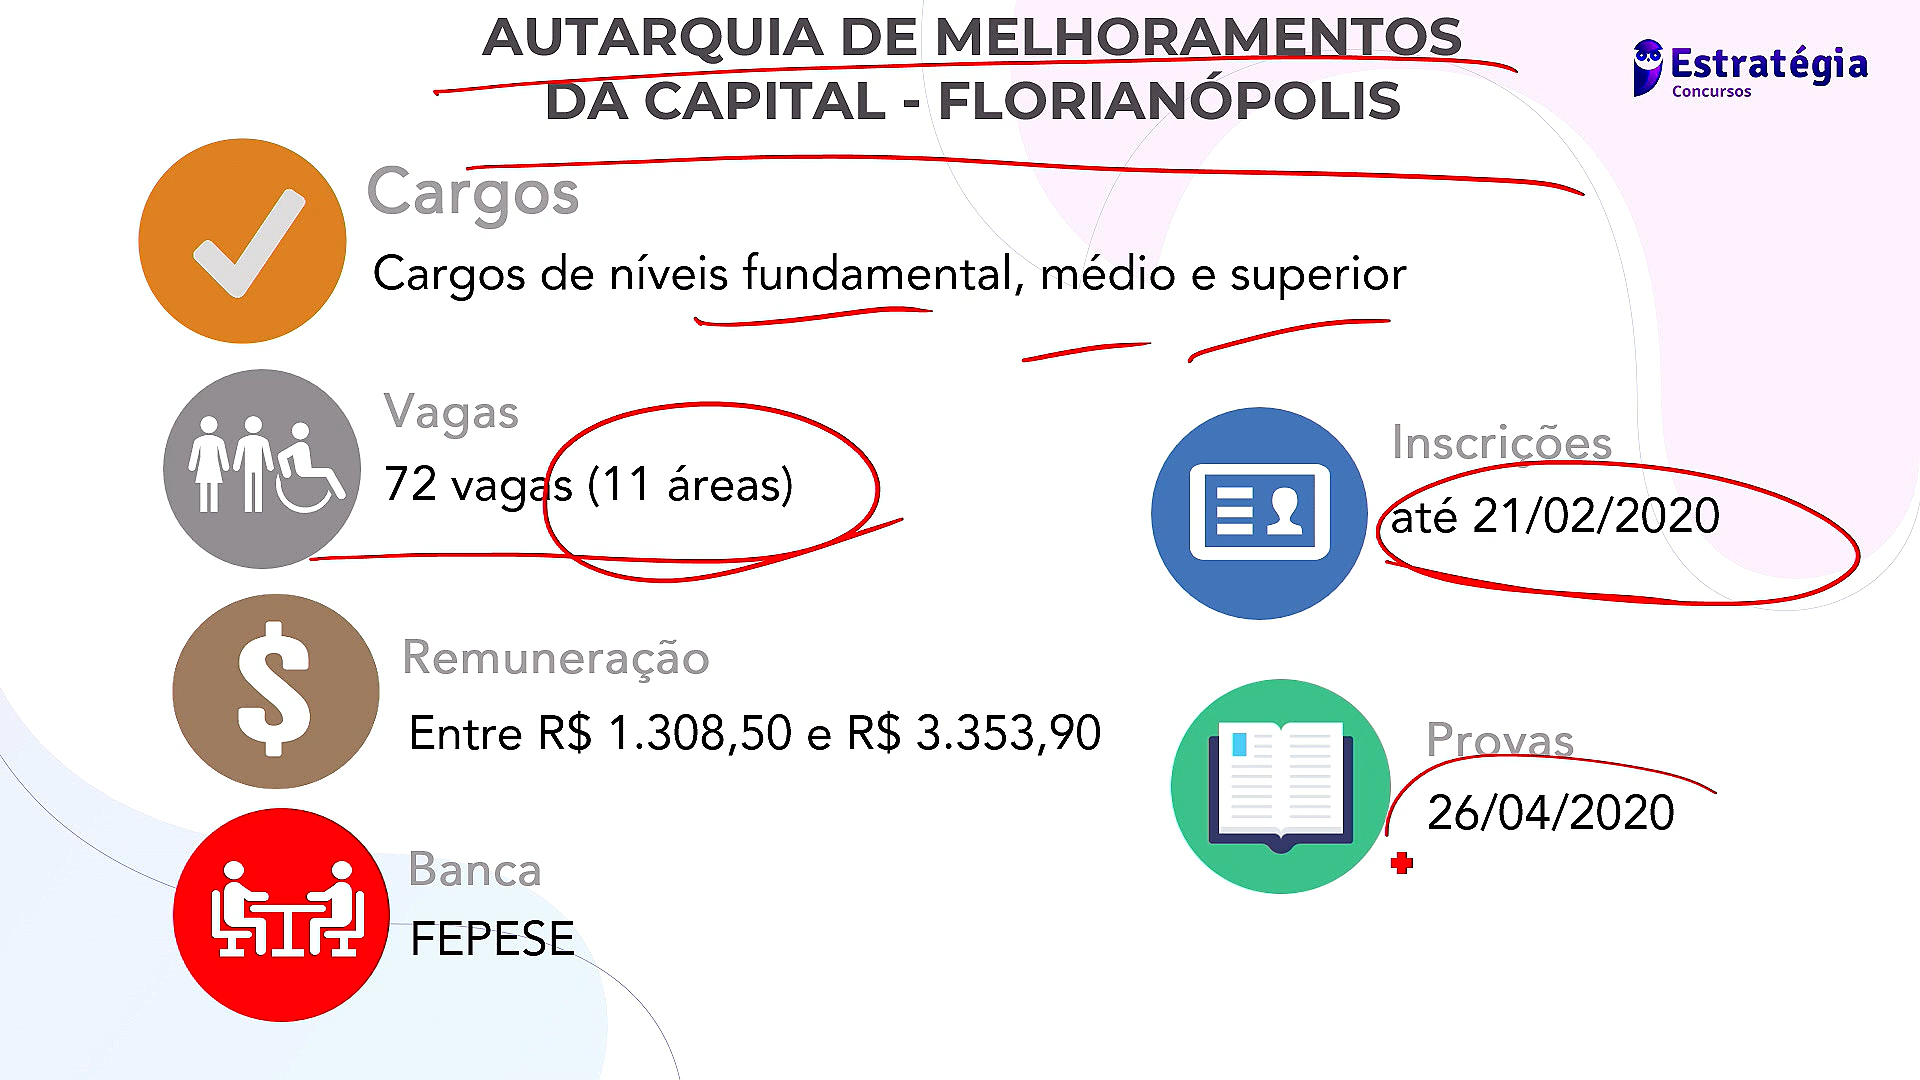 AUTARQUIA DE MELHORAMENTOS
DA CAPITAL - FLORIANÓPOLIS
Estratégia
Concursos
Cargos
Cargos de níveis fundamental, médio e superior
Vagas
72 vagas (11 áreas)
Inscrições
até 21/02/2020
Remuneração
Entre R$ 1.308,50 e R$ 3.353,90
Provas
26/04/2020
Banca
FEPESE